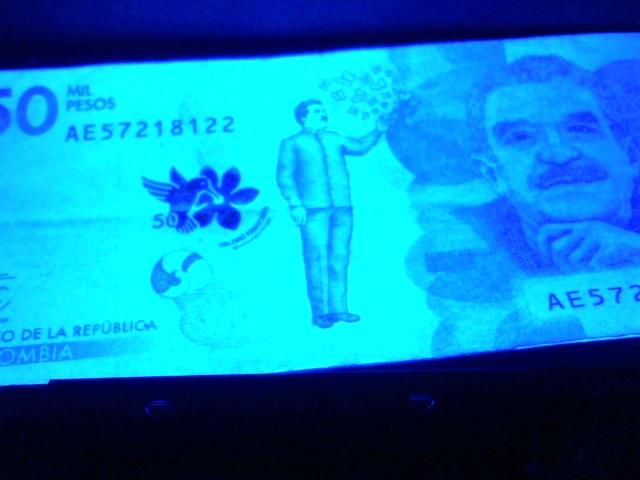 50 MIL
PESOS
AE57218122
50
O DE LA REPÚBLICA
OMBIA
AE572